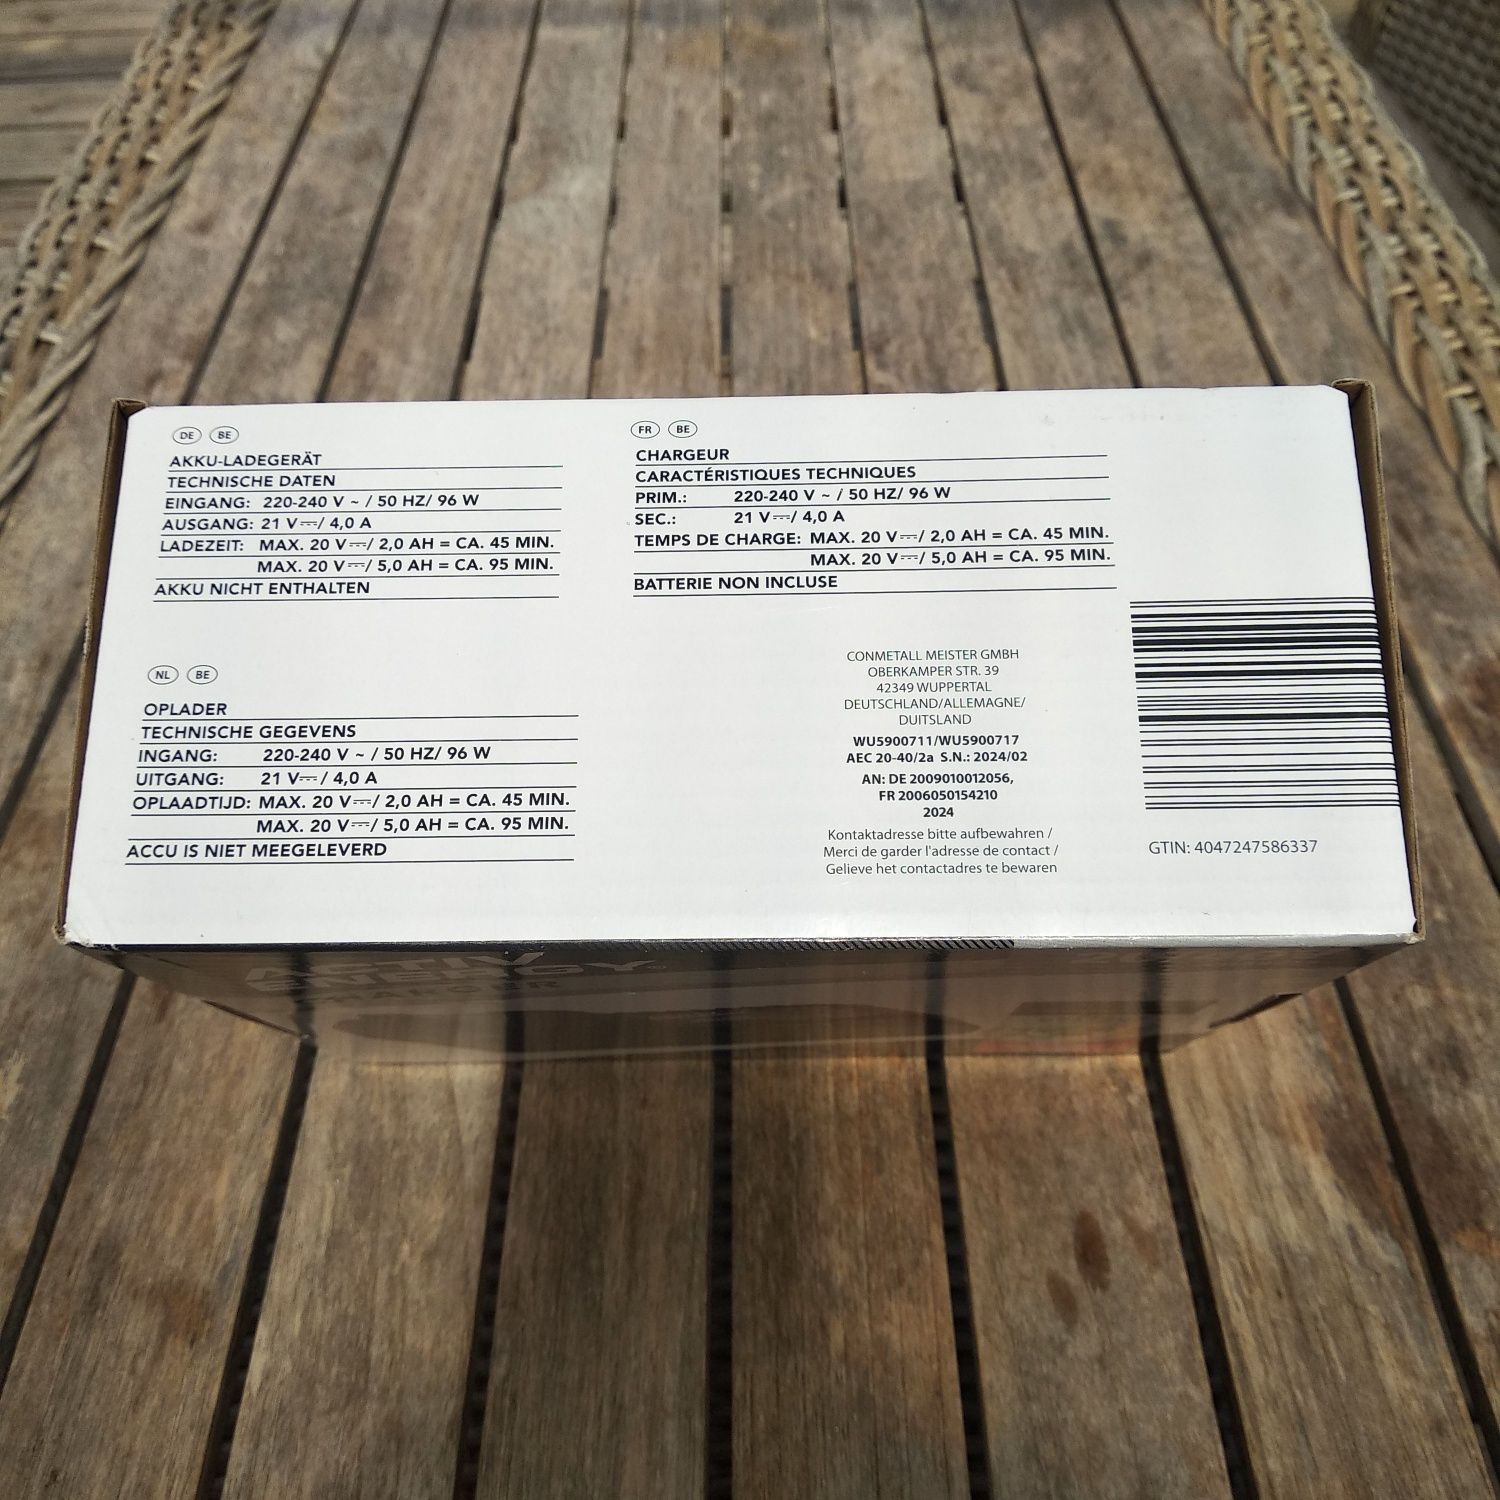 DE BE
AKKU-LADEGERÄT
TECHNISCHE DATEN
EINGANG: 220-240 V ~ / 50 HZ/ 96 W
AUSGANG: 21 V⎓/ 4,0 A
LADEZEIT: MAX. 20 V⎓/ 2,0 AH = CA. 45 MIN.
MAX. 20 V⎓/ 5,0 AH = CA. 95 MIN.
AKKU NICHT ENTHALTEN
FR BE
CHARGEUR
CARACTÉRISTIQUES TECHNIQUES
PRIM.: 220-240 V ~ / 50 HZ/ 96 W
SEC.: 21 V⎓/ 4,0 A
TEMPS DE CHARGE: MAX. 20 V⎓/ 2,0 AH = CA. 45 MIN.
MAX. 20 V⎓/ 5,0 AH = CA. 95 MIN.
BATTERIE NON INCLUSE
NL BE
OPLADER
TECHNISCHE GEGEVENS
INGANG: 220-240 V ~ / 50 HZ/ 96 W
UITGANG: 21 V⎓/ 4,0 A
OPLAADTIJD: MAX. 20 V⎓/ 2,0 AH = CA. 45 MIN.
MAX. 20 V⎓/ 5,0 AH = CA. 95 MIN.
ACCU IS NIET MEEGELEVERD
CONMETALL MEISTER GMBH
OBERKAMPER STR. 39
42349 WUPPERTAL
DEUTSCHLAND/ALLEMAGNE/
DUITSLAND
WU5900711/WU5900717
AEC 20-40/2a S.N.: 2024/02
AN: DE 2009010012056,
FR 2006050154210
2024
Kontaktadresse bitte aufbewahren /
Merci de garder l'adresse de contact /
Gelieve het contactadres te bewaren
GTIN: 4047247586337
ACTIV
ENERGY